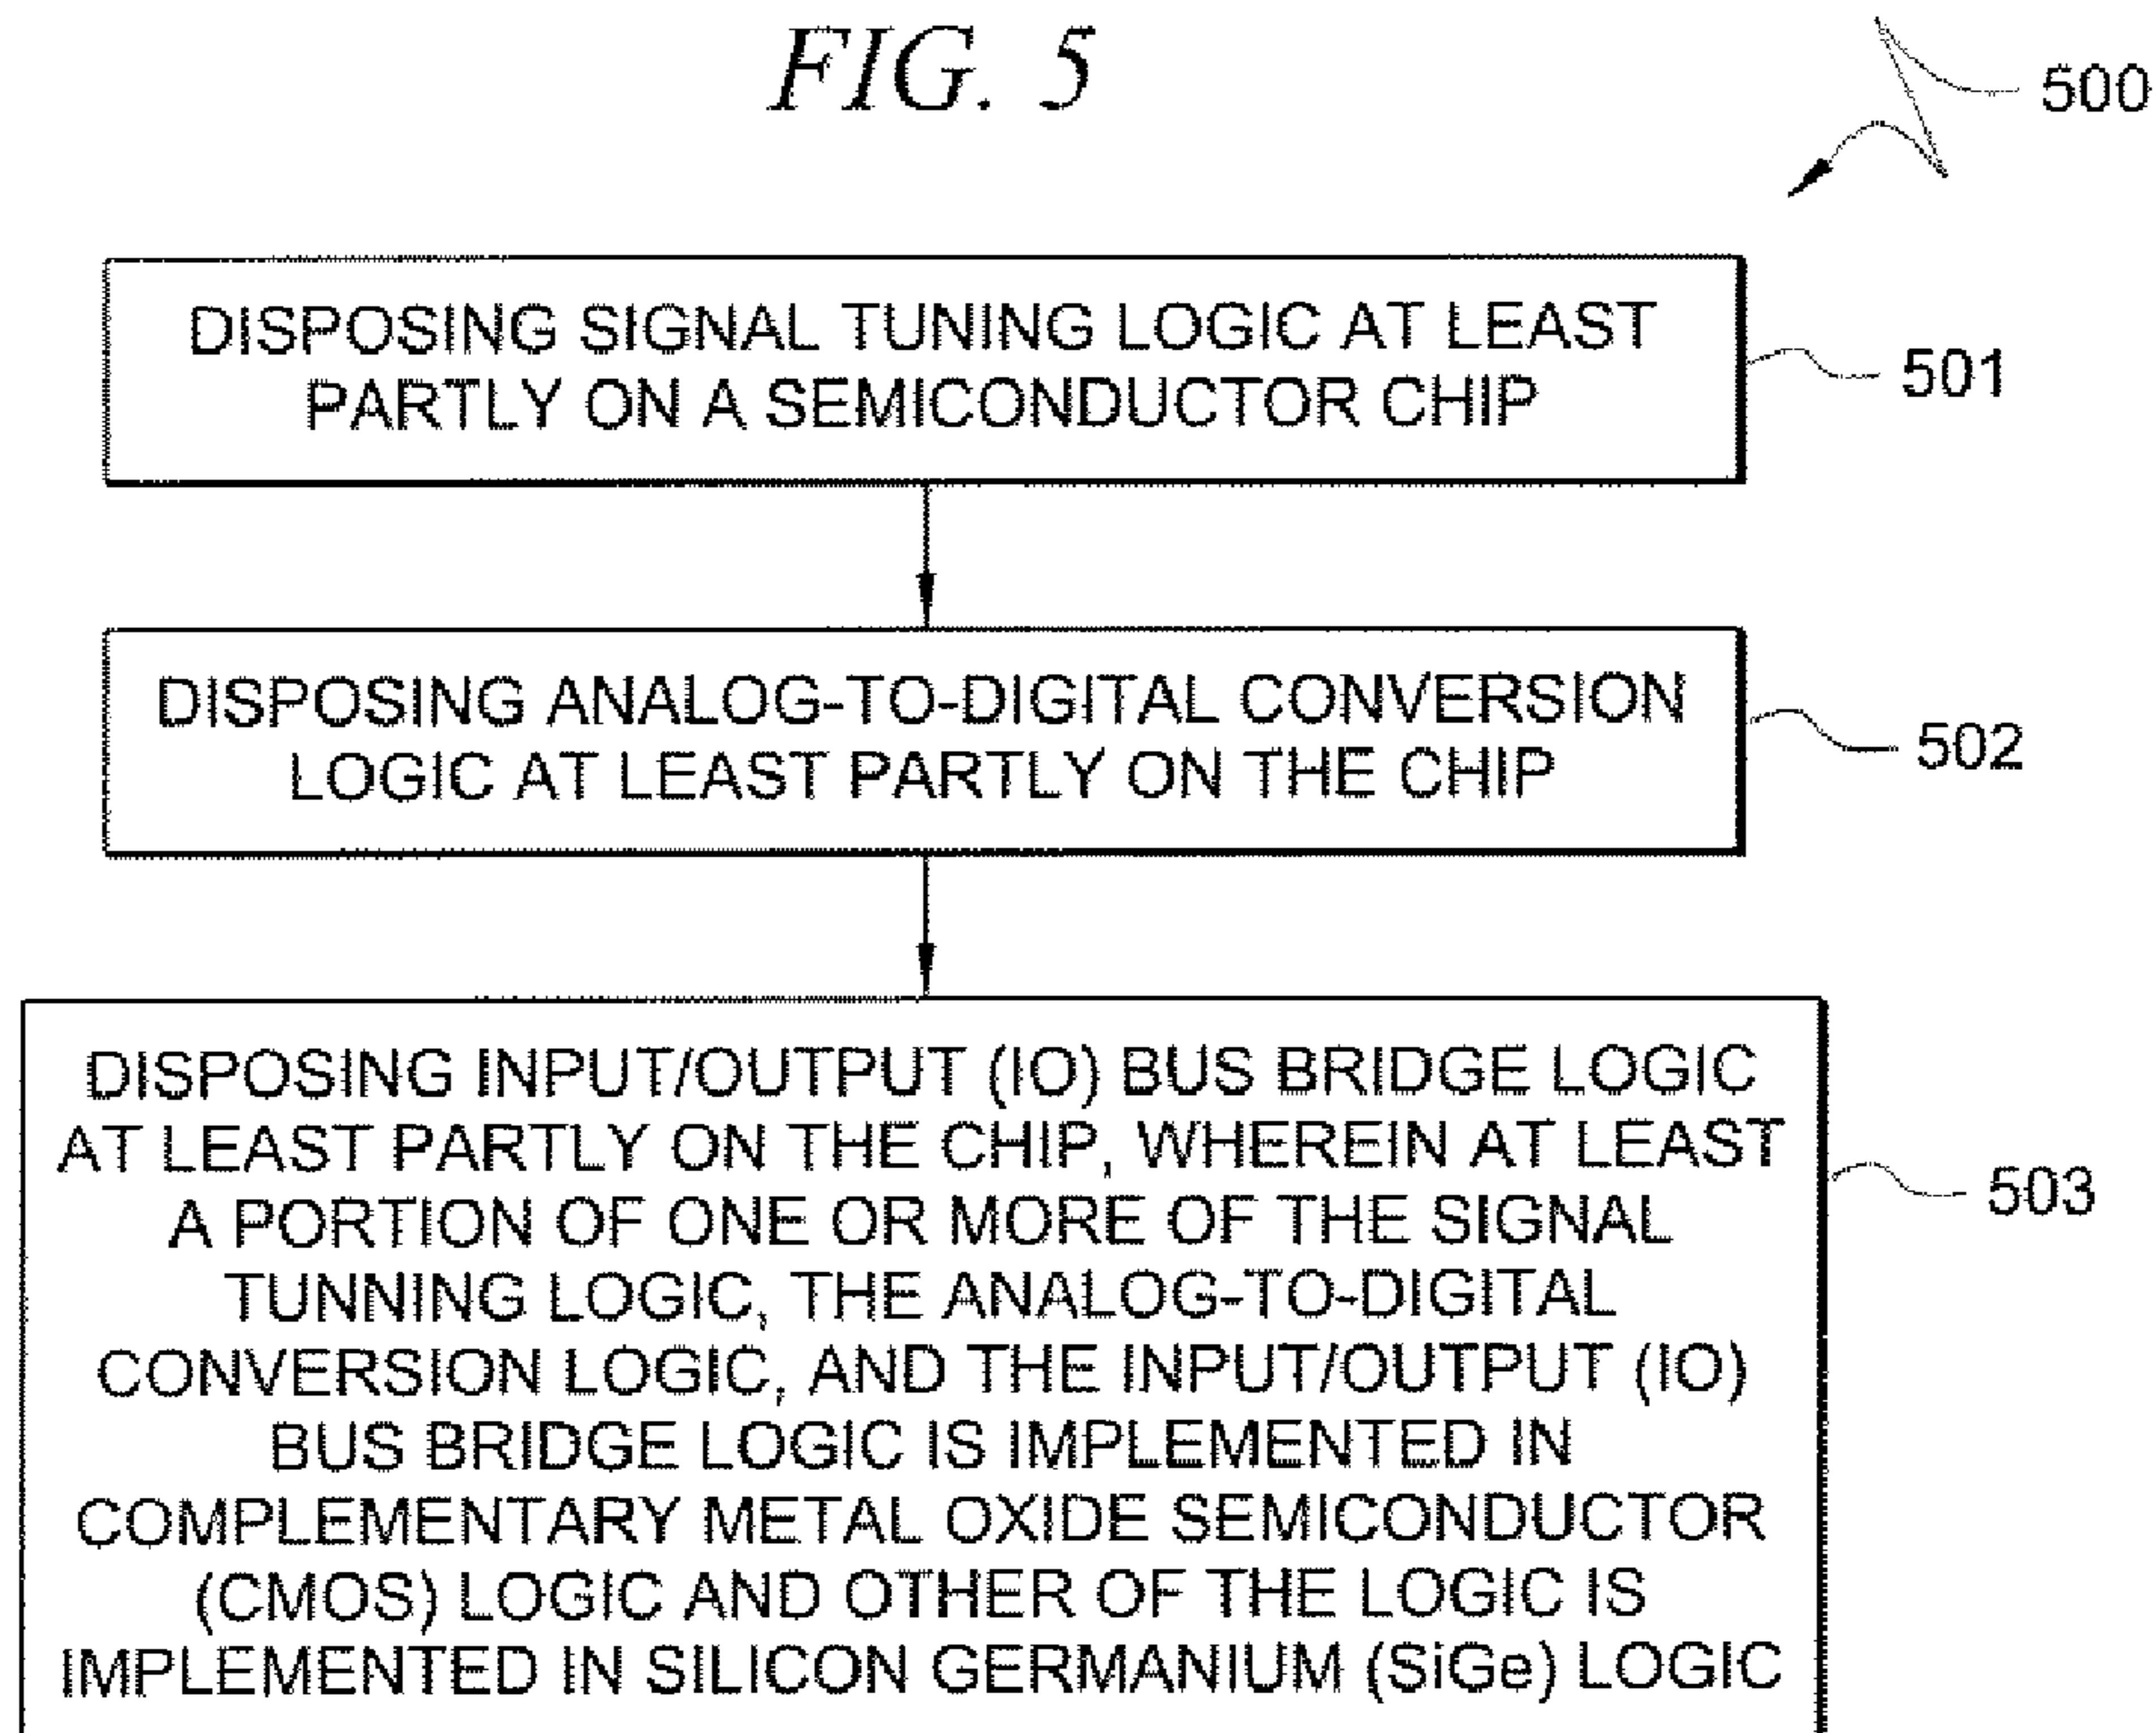 FIG. 5
500
DISPOSING SIGNAL TUNING LOGIC AT LEAST
PARTLY ON A SEMICONDUCTOR CHIP
501
DISPOSING ANALOG-TO-DIGITAL CONVERSION
LOGIC AT LEAST PARTLY ON THE CHIP
502
DISPOSING INPUT/OUTPUT (IO) BUS BRIDGE LOGIC
AT LEAST PARTLY ON THE CHIP, WHEREIN AT LEAST
A PORTION OF ONE OR MORE OF THE SIGNAL
TUNNING LOGIC, THE ANALOG-TO-DIGITAL
CONVERSION LOGIC, AND THE INPUT/OUTPUT (IO)
BUS BRIDGE LOGIC IS IMPLEMENTED IN
COMPLEMENTARY METAL OXIDE SEMICONDUCTOR
(CMOS) LOGIC AND OTHER OF THE LOGIC IS
IMPLEMENTED IN SILICON GERMANIUM (SiGe) LOGIC
503